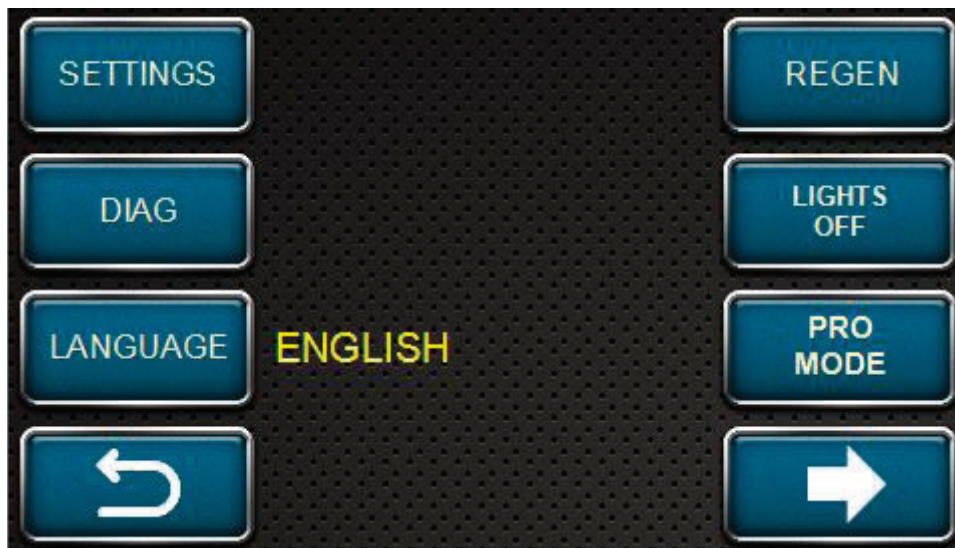 SETTINGS
REGEN
DIAG
LIGHTS
OFF
LANGUAGE
ENGLISH
PRO
MODE